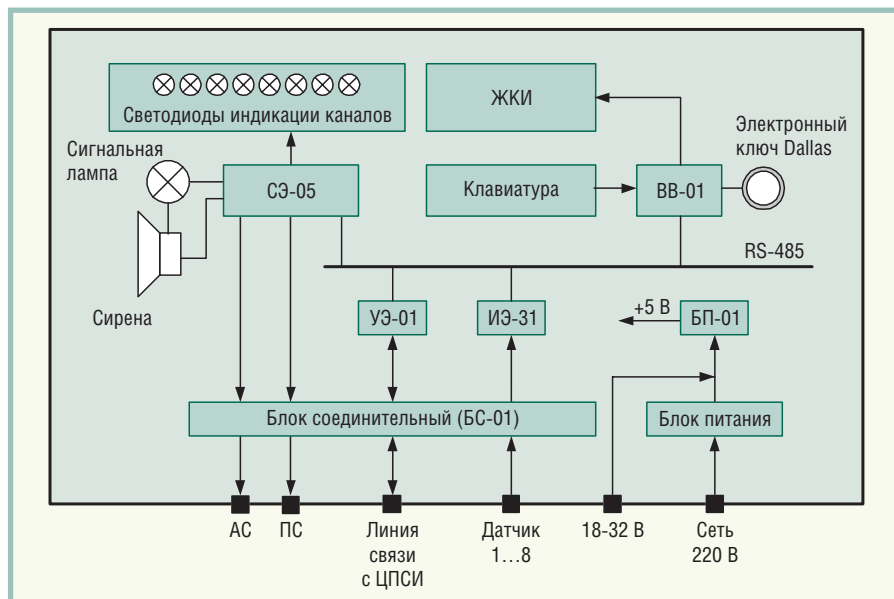 Светодиоды индикации каналов
ЖКИ
Электронный
ключ Dallas
Сигнальная
лампа
СЭ-05
Клавиатура
ВВ-01
RS-485
Сирена
УЭ-01
ИЭ-31
+5 В
БП-01
Блок соединительный (БС-01)
Блок питания
АС
ПС
Линия
связи
с ЦПСИ
Датчик
1...8
18-32 В
Сеть
220 В